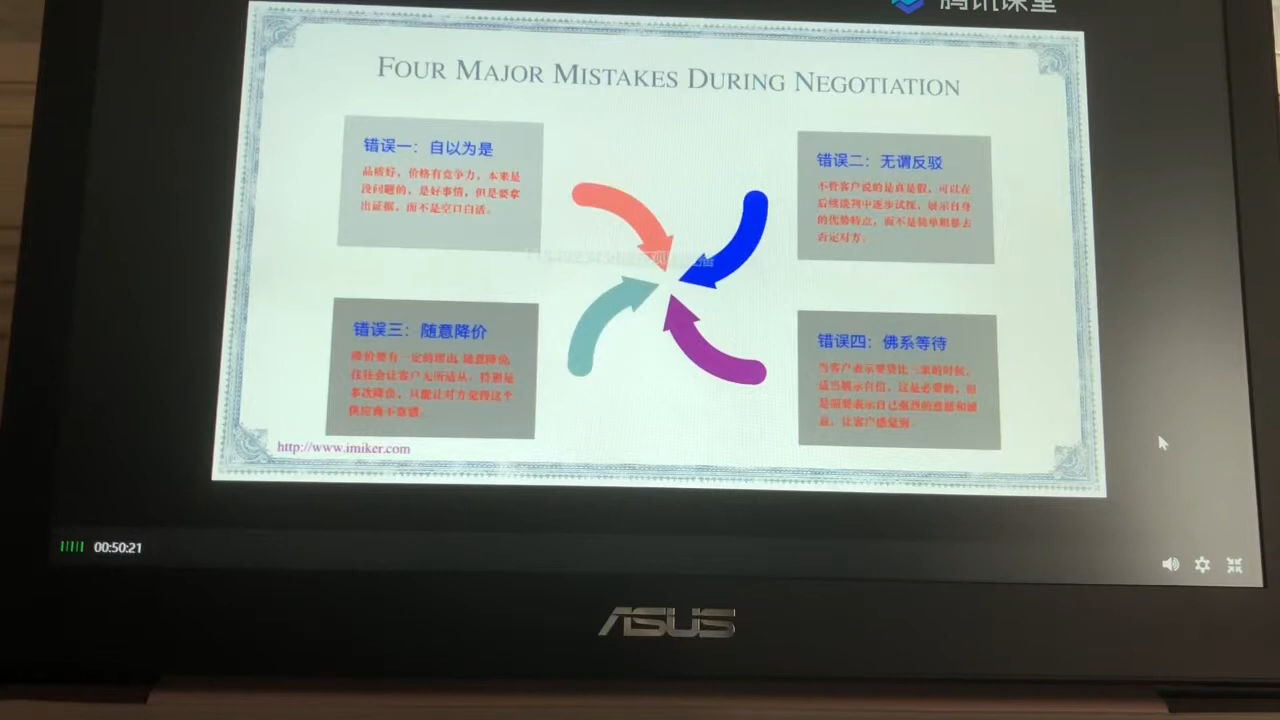 腾讯课堂
FOUR MAJOR MISTAKES DURING NEGOTIATION
错误一：自以为是
品质好，价格有竞争力，本来是
没问题的，是好事情，但是要拿
出证据，而不是空口白话。
错误二：无谓反驳
不管客户说的是真是假，可以在
后续谈判中逐步试探，展示自身
的优势特点，而不是简单粗暴去
否定对方。
错误三：随意降价
降价要有一定的理由，随意降价，
往往会让客户无所适从，特别是
多次降价，只能让对方觉得这个
供应商不靠谱。
错误四：佛系等待
当客户表示要货比三家的时候，
适当展示自信，这是必要的，但
是需要表示自己强烈的意愿和诚
意，让客户感觉到。
http://www.imiker.com
00:50:21
ASUS